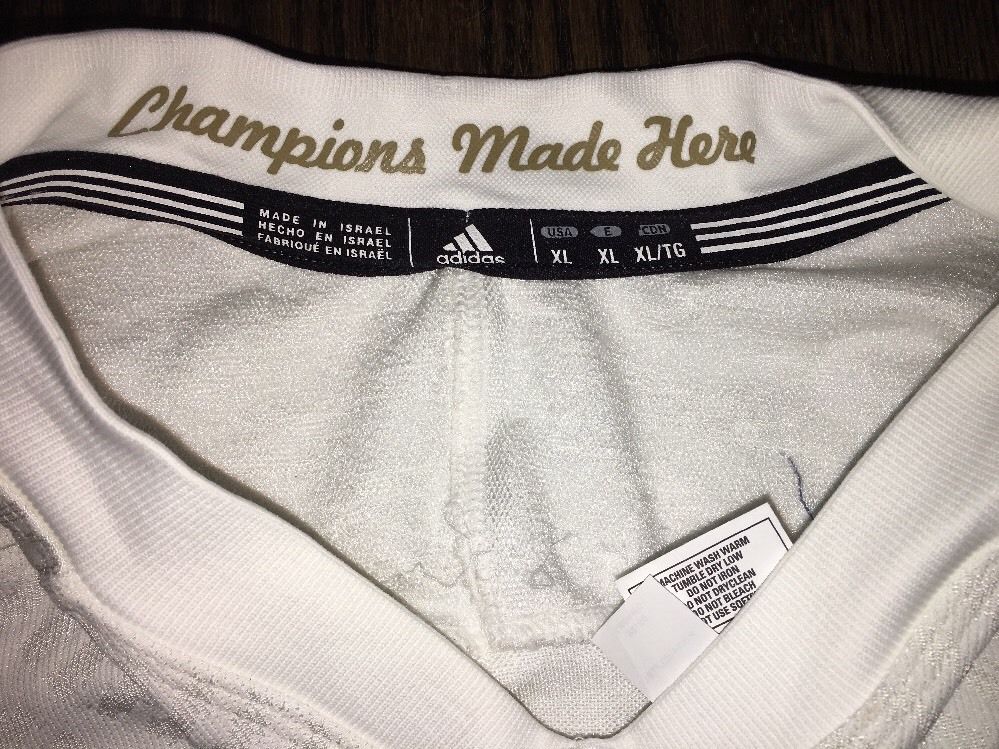 Champions Made Here
MADE IN ISRAEL
HECHO EN ISRAEL
FABRIQUÉ EN ISRAËL
adidas
USA E CDN
XL XL XL/TG
MACHINE WASH WARM
TUMBLE DRY LOW
DO NOT IRON
DO NOT DRYCLEAN
DO NOT BLEACH
USE